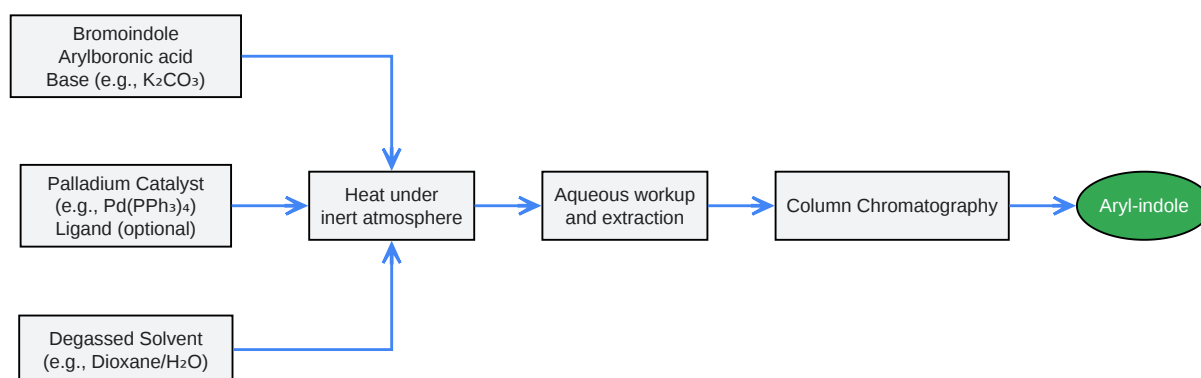 Bromoindole
Arylboronic acid
Base (e.g., K₂CO₃)
Palladium Catalyst
(e.g., Pd(PPh₃)₄)
Ligand (optional)
Degassed Solvent
(e.g., Dioxane/H₂O)
Heat under
inert atmosphere
Aqueous workup
and extraction
Column Chromatography
Aryl-indole